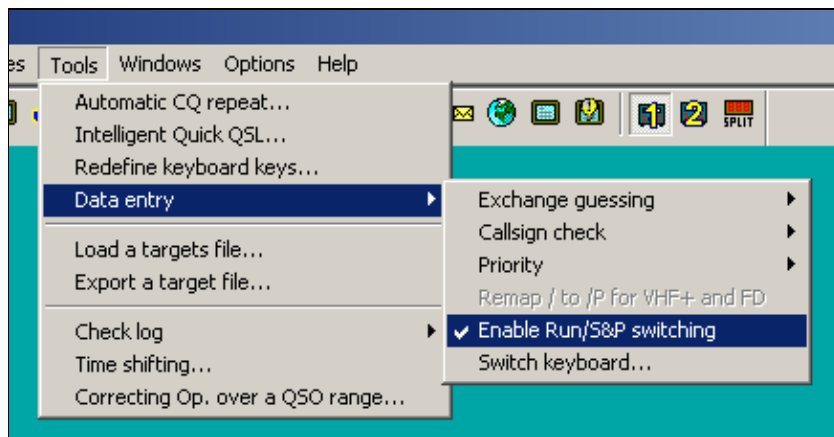 es Tools Windows Options Help
SPLIT
Automatic CQ repeat...
Intelligent Quick QSL...
Redefine keyboard keys...
Data entry
Load a targets file...
Export a target file...
Check log
Time shifting...
Correcting Op. over a QSO range...
Exchange guessing
Callsign check
Priority
Remap / to /P for VHF+ and FD
Enable Run/S&P switching
Switch keyboard...
1 2